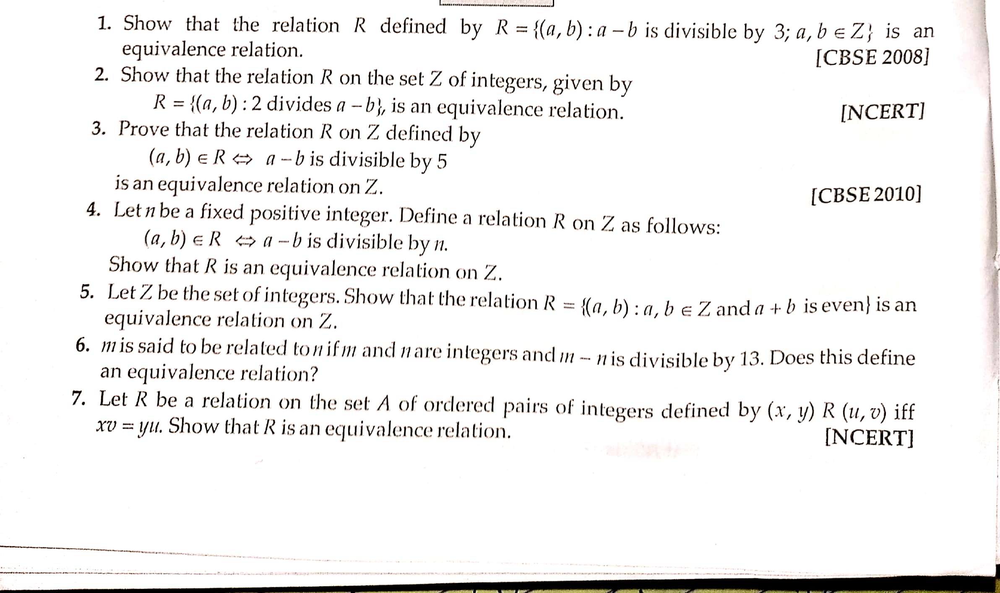 1. Show that the relation R defined by R = {(a, b) : a – b is divisible by 3; a, b ∈ Z} is an
equivalence relation. [CBSE 2008]
2. Show that the relation R on the set Z of integers, given by
R = {(a, b) : 2 divides a – b}, is an equivalence relation. [NCERT]
3. Prove that the relation R on Z defined by
(a, b) ∈ R ⇔ a – b is divisible by 5
is an equivalence relation on Z. [CBSE 2010]
4. Let n be a fixed positive integer. Define a relation R on Z as follows:
(a, b) ∈ R ⇔ a – b is divisible by n.
Show that R is an equivalence relation on Z.
5. Let Z be the set of integers. Show that the relation R = {(a, b) : a, b ∈ Z and a + b is even} is an
equivalence relation on Z.
6. m is said to be related to n if m and n are integers and m – n is divisible by 13. Does this define
an equivalence relation?
7. Let R be a relation on the set A of ordered pairs of integers defined by (x, y) R (u, v) iff
xv = yu. Show that R is an equivalence relation. [NCERT]